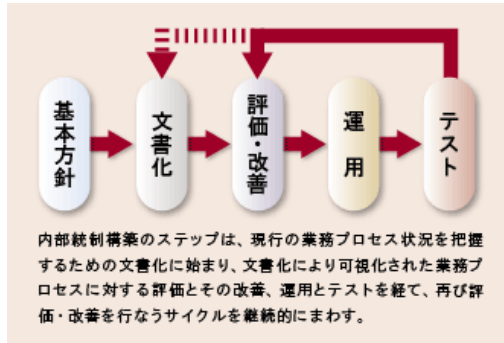 基本方針
文書化
評価・改善
運用
テスト
内部統制構築のステップは、現行の業務プロセス状況を把握
するための文書化に始まり、文書化により可視化された業務プ
ロセスに対する評価とその改善、運用とテストを経て、再び評
価・改善を行なうサイクルを継続的にまわす。